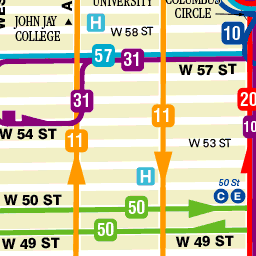 UNIVERSITY
COLUMBUS
CIRCLE
JOHN JAY
COLLEGE
A
H
W 58 ST
10
57
31
W 57 ST
31
20
11
10
W 54 ST
11
W 53 ST
H
50 St
C E
W 50 ST
50
50
W 49 ST
W 49 ST